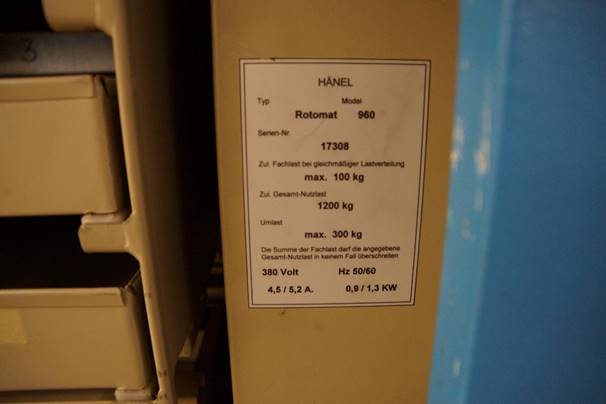 3
HÄNEL
Typ Model
Rotomat 960
Serien-Nr.
17308
Zul. Fachlast bei gleichmäßiger Lastverteilung
max. 100 kg
Zul. Gesamt-Nutzlast
1200 kg
Umlast
max. 300 kg
Die Summe der Fachlast darf die angegebene
Gesamt-Nutzlast in keinem Fall überschreiten
380 Volt Hz 50/60
4,5 / 5,2 A. 0,9 / 1,3 KW